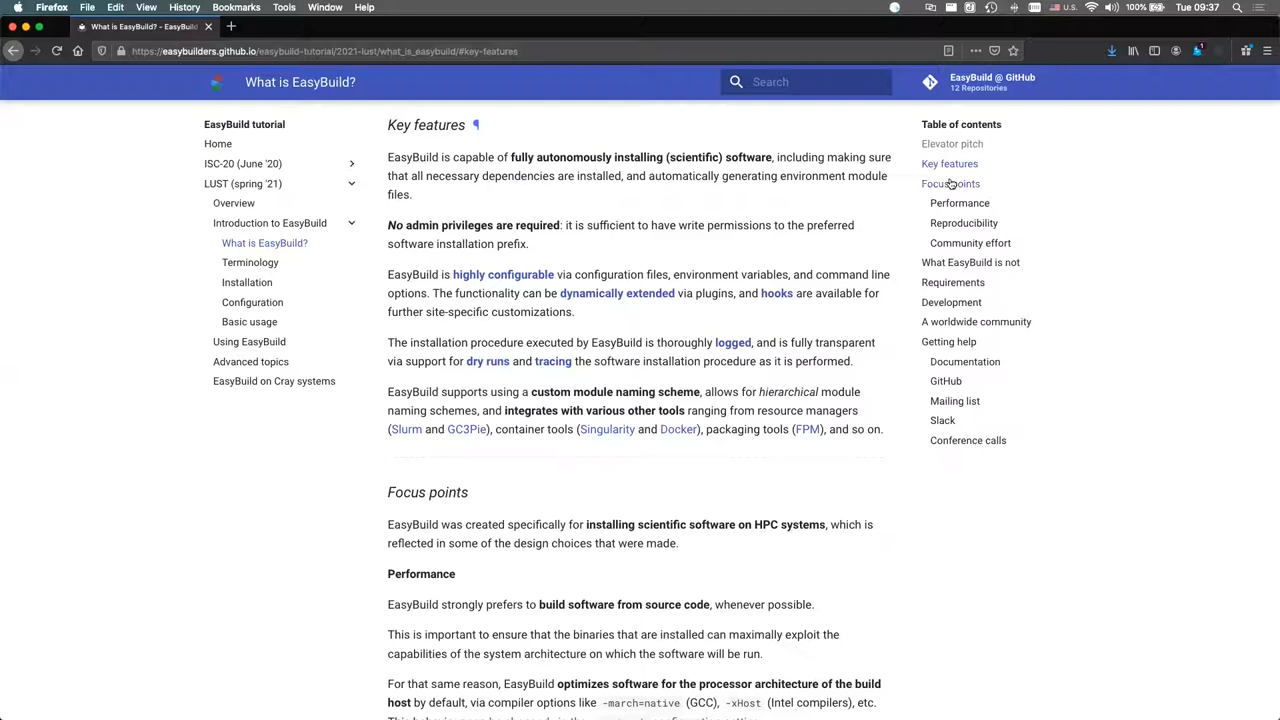 Firefox File Edit View History Bookmarks Tools Window Help
U.S. 100% Tue 09:37
What is EasyBuild? - EasyBuild
https://easybuilders.github.io/easybuild-tutorial/2021-lust/what_is_easybuild/#key-features
1
What is EasyBuild?
Search
EasyBuild @ GitHub
12 Repositories
EasyBuild tutorial
Home
ISC-20 (June '20)
LUST (spring '21)
Overview
Introduction to EasyBuild
What is EasyBuild?
Terminology
Installation
Configuration
Basic usage
Using EasyBuild
Advanced topics
EasyBuild on Cray systems
Key features ¶
EasyBuild is capable of fully autonomously installing (scientific) software, including making sure
that all necessary dependencies are installed, and automatically generating environment module
files.
No admin privileges are required: it is sufficient to have write permissions to the preferred
software installation prefix.
EasyBuild is highly configurable via configuration files, environment variables, and command line
options. The functionality can be dynamically extended via plugins, and hooks are available for
further site-specific customizations.
The installation procedure executed by EasyBuild is thoroughly logged, and is fully transparent
via support for dry runs and tracing the software installation procedure as it is performed.
EasyBuild supports using a custom module naming scheme, allows for hierarchical module
naming schemes, and integrates with various other tools ranging from resource managers
(Slurm and GC3Pie), container tools (Singularity and Docker), packaging tools (FPM), and so on.
Focus points
EasyBuild was created specifically for installing scientific software on HPC systems, which is
reflected in some of the design choices that were made.
Performance
EasyBuild strongly prefers to build software from source code, whenever possible.
This is important to ensure that the binaries that are installed can maximally exploit the
capabilities of the system architecture on which the software will be run.
For that same reason, EasyBuild optimizes software for the processor architecture of the build
host by default, via compiler options like -march=native (GCC), -xHost (Intel compilers), etc.
Table of contents
Elevator pitch
Key features
Focus points
Performance
Reproducibility
Community effort
What EasyBuild is not
Requirements
Development
A worldwide community
Getting help
Documentation
GitHub
Mailing list
Slack
Conference calls